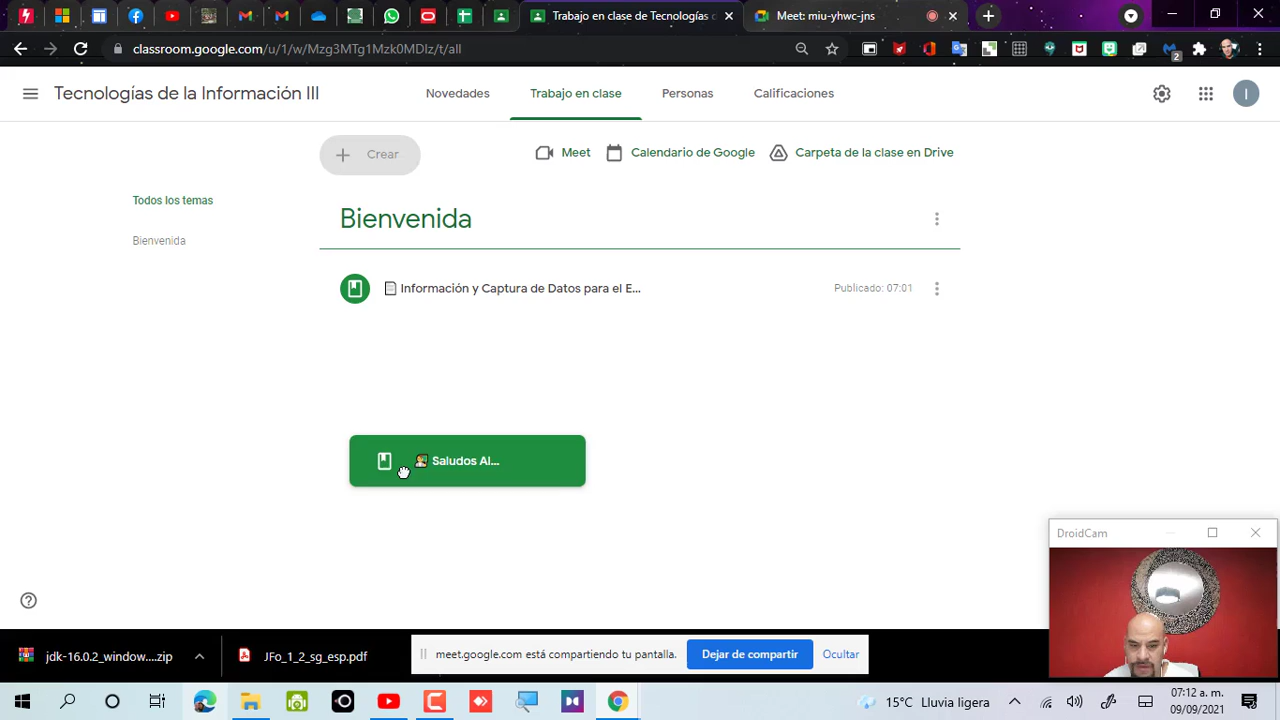 Trabajo en clase de Tecnologías c
Meet: miu-yhwc-jns
classroom.google.com/u/1/w/Mzg3MTg1Mzk0MDIz/t/all
2
Tecnologías de la Información III
Novedades
Trabajo en clase
Personas
Calificaciones
I
Crear
Meet
Calendario de Google
Carpeta de la clase en Drive
Todos los temas
Bienvenida
Bienvenida
Información y Captura de Datos para el E...
Publicado: 07:01
Saludos Al...
DroidCam
jdk-16.0.2_window....zip
JFo_1_2_sg_esp.pdf
meet.google.com está compartiendo tu pantalla.
Dejar de compartir
Ocultar
15°C Lluvia ligera
07:12 a. m.
09/09/2021